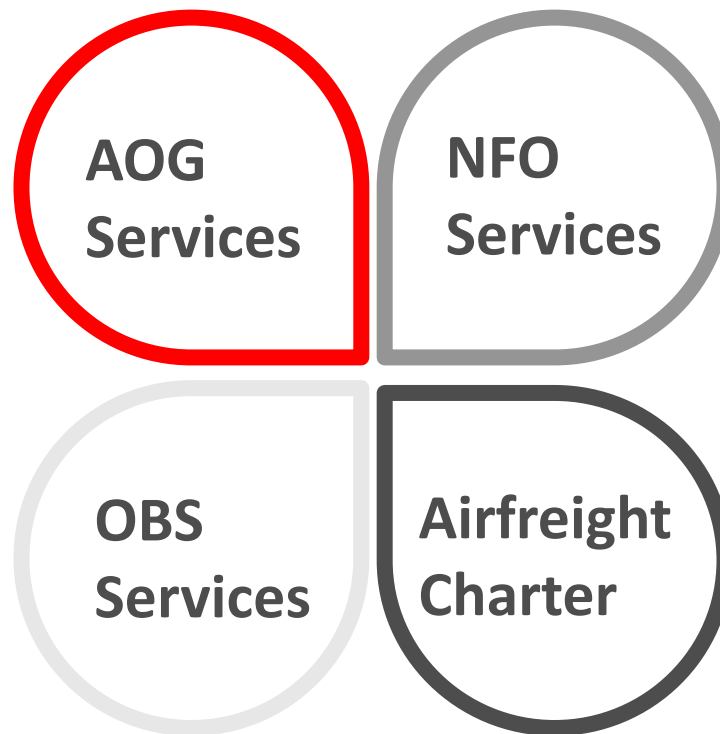 AOG
Services
NFO
Services
OBS
Services
Airfreight
Charter